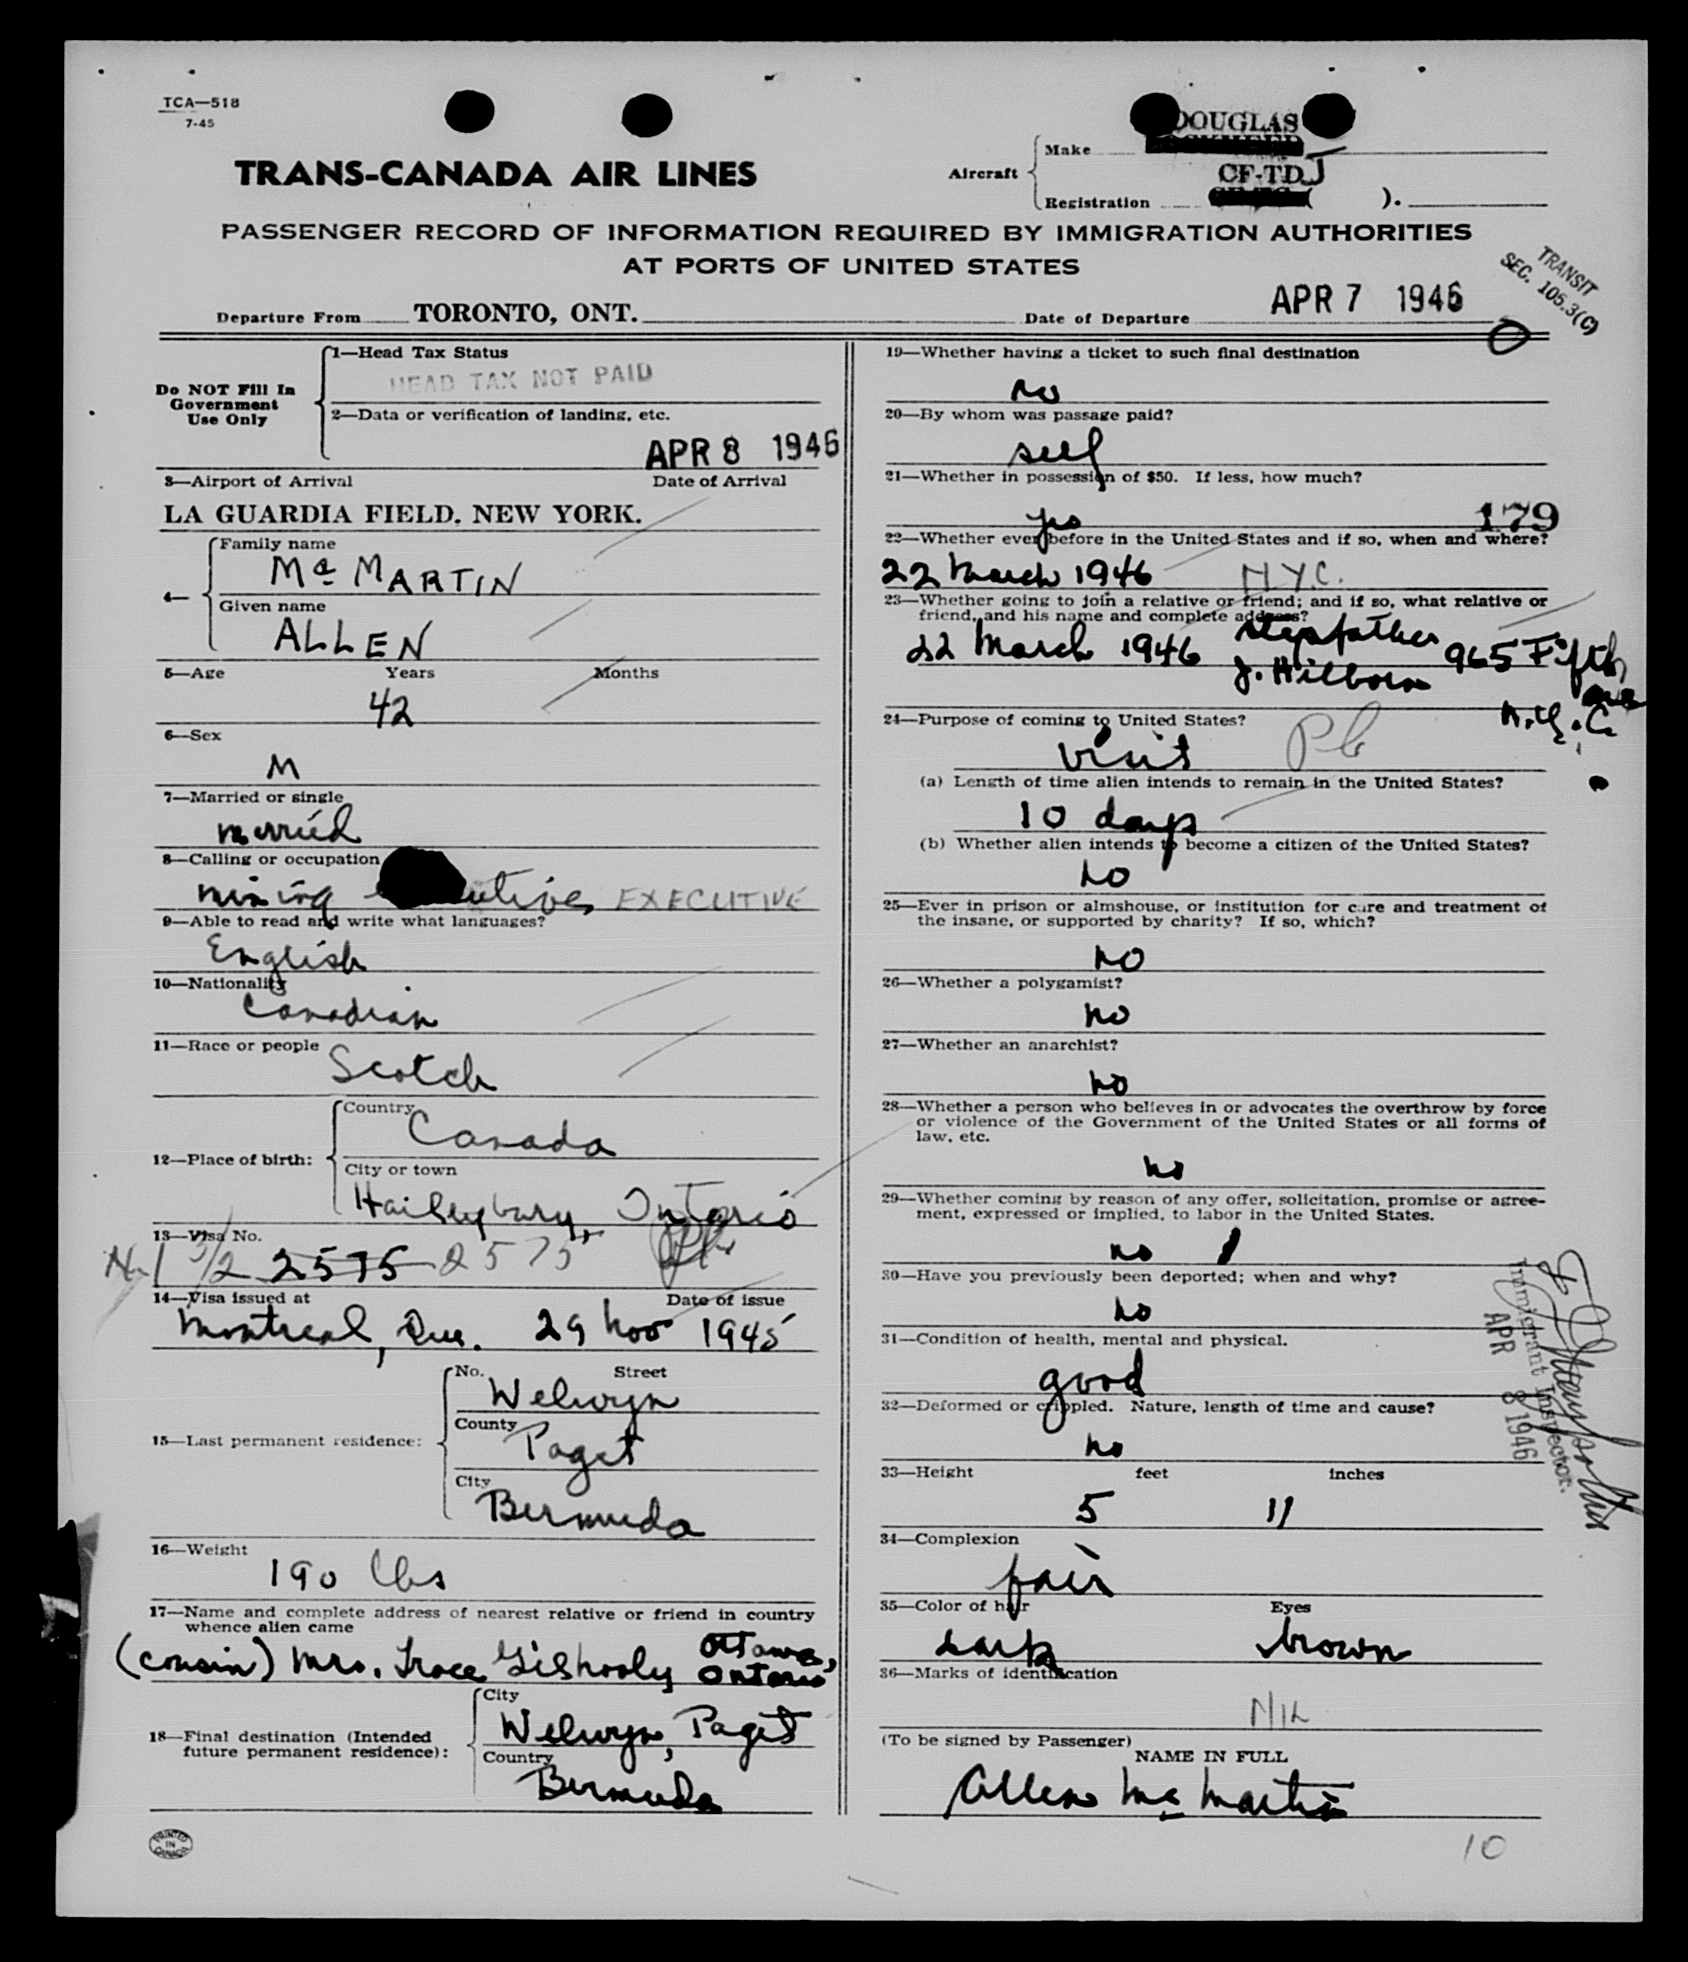 TCA—518
7-45
TRANS-CANADA AIR LINES
Aircraft
Make
DOUGLAS
Registration
CF-TDJ
( ).
PASSENGER RECORD OF INFORMATION REQUIRED BY IMMIGRATION AUTHORITIES
AT PORTS OF UNITED STATES
TRANSIT
SEC. 105.3(C)
Departure From TORONTO, ONT. Date of Departure APR 7 1946
Do NOT Fill In
Government
Use Only
1—Head Tax Status
HEAD TAX NOT PAID
2—Data or verification of landing, etc.
APR 8 1946
3—Airport of Arrival Date of Arrival
LA GUARDIA FIELD, NEW YORK.
4—
Family name
Mc MARTIN
Given name
ALLEN
5—Age Years Months
42
6—Sex
M
7—Married or single
married
8—Calling or occupation
mining EXECUTIVE
9—Able to read and write what languages?
English
10—Nationality
Canadian
11—Race or people
Scotch
12—Place of birth:
Country
Canada
City or town
Haileybury, Ontario
13—Visa No.
2575 2575
14—Visa issued at Date of issue
Montreal, Que. 29 Nov 1945
15—Last permanent residence:
No. Street
Welwyn
County
Paget
City
Bermuda
16—Weight
190 lbs
17—Name and complete address of nearest relative or friend in country
whence alien came
(cousin) Mrs. Gishooly Ottawa,
Ontario
18—Final destination (Intended
future permanent residence):
City
Welwyn, Paget
Country
Bermuda
PRINTED
IN
CANADA
19—Whether having a ticket to such final destination
no
20—By whom was passage paid?
self
21—Whether in possession of $50. If less, how much?
yes
179
22—Whether ever before in the United States and if so, when and where?
22 March 1946 NYC.
23—Whether going to join a relative or friend; and if so, what relative or
friend, and his name and complete address?
22 March 1946 stepfather 965 Fifth
J. Hilborn ave
N.Y.C.
24—Purpose of coming to United States?
visit
(a) Length of time alien intends to remain in the United States?
10 days
(b) Whether alien intends to become a citizen of the United States?
no
25—Ever in prison or almshouse, or institution for care and treatment of
the insane, or supported by charity? If so, which?
no
26—Whether a polygamist?
no
27—Whether an anarchist?
no
28—Whether a person who believes in or advocates the overthrow by force
or violence of the Government of the United States or all forms of
law, etc.
no
29—Whether coming by reason of any offer, solicitation, promise or agree-
ment, expressed or implied, to labor in the United States.
no
30—Have you previously been deported; when and why?
no
31—Condition of health, mental and physical.
good
32—Deformed or crippled. Nature, length of time and cause?
no
33—Height feet inches
5 11
34—Complexion
fair
35—Color of hair Eyes
dark brown
36—Marks of identification
NIL
(To be signed by Passenger)
NAME IN FULL
Allen Mc Martin
Immigrant Inspector.
APR 8 1946
10